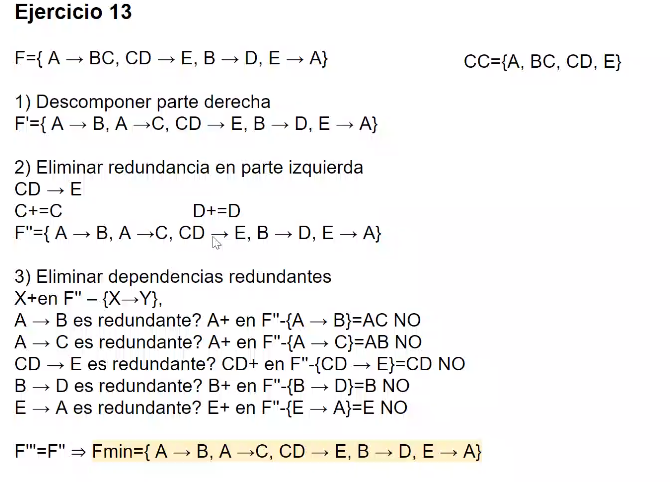 Ejercicio 13
F={ A → BC, CD → E, B → D, E → A} CC={A, BC, CD, E}
1) Descomponer parte derecha
F'={ A → B, A →C, CD → E, B → D, E → A}
2) Eliminar redundancia en parte izquierda
CD → E
C+=C D+=D
F"={ A → B, A →C, CD → E, B → D, E → A}
3) Eliminar dependencias redundantes
X+en F" – {X→Y},
A → B es redundante? A+ en F"-{A → B}=AC NO
A → C es redundante? A+ en F"-{A → C}=AB NO
CD → E es redundante? CD+ en F"-{CD → E}=CD NO
B → D es redundante? B+ en F"-{B → D}=B NO
E → A es redundante? E+ en F"-{E → A}=E NO
F'"=F" ⇒ Fmin={ A → B, A →C, CD → E, B → D, E → A}